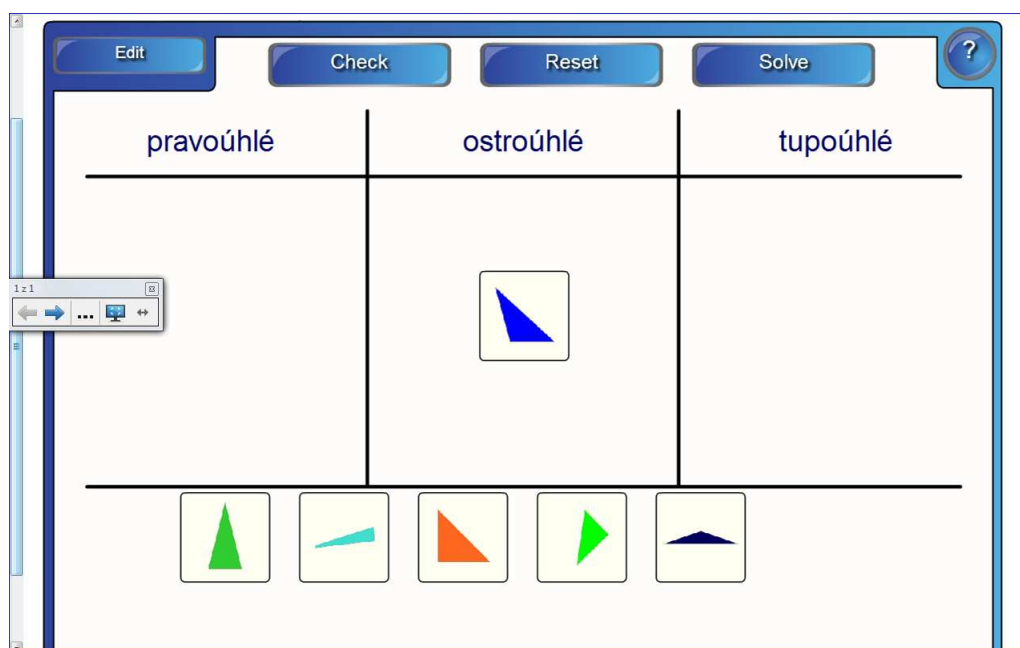 Edit
Check
Reset
Solve
?
pravoúhlé
ostroúhlé
tupoúhlé
1 z 1
...